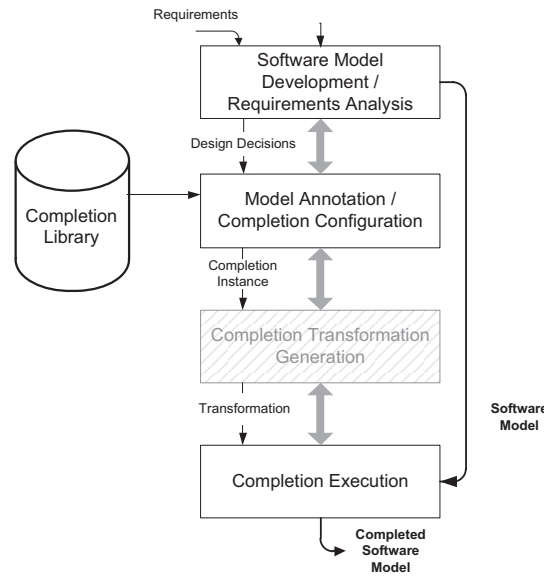 Requirements
Software Model
Development /
Requirements Analysis
Design Decisions
Completion
Library
Model Annotation /
Completion Configuration
Completion
Instance
Completion Transformation
Generation
Transformation
Software
Model
Completion Execution
Completed
Software
Model